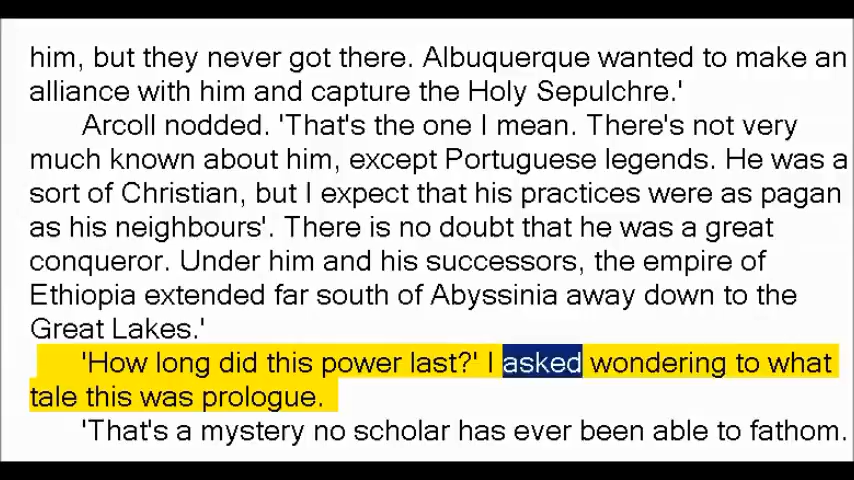 him, but they never got there. Albuquerque wanted to make an
alliance with him and capture the Holy Sepulchre.'
Arcoll nodded. 'That's the one I mean. There's not very
much known about him, except Portuguese legends. He was a
sort of Christian, but I expect that his practices were as pagan
as his neighbours'. There is no doubt that he was a great
conqueror. Under him and his successors, the empire of
Ethiopia extended far south of Abyssinia away down to the
Great Lakes.'
'How long did this power last?' I asked wondering to what
tale this was prologue.
'That's a mystery no scholar has ever been able to fathom.